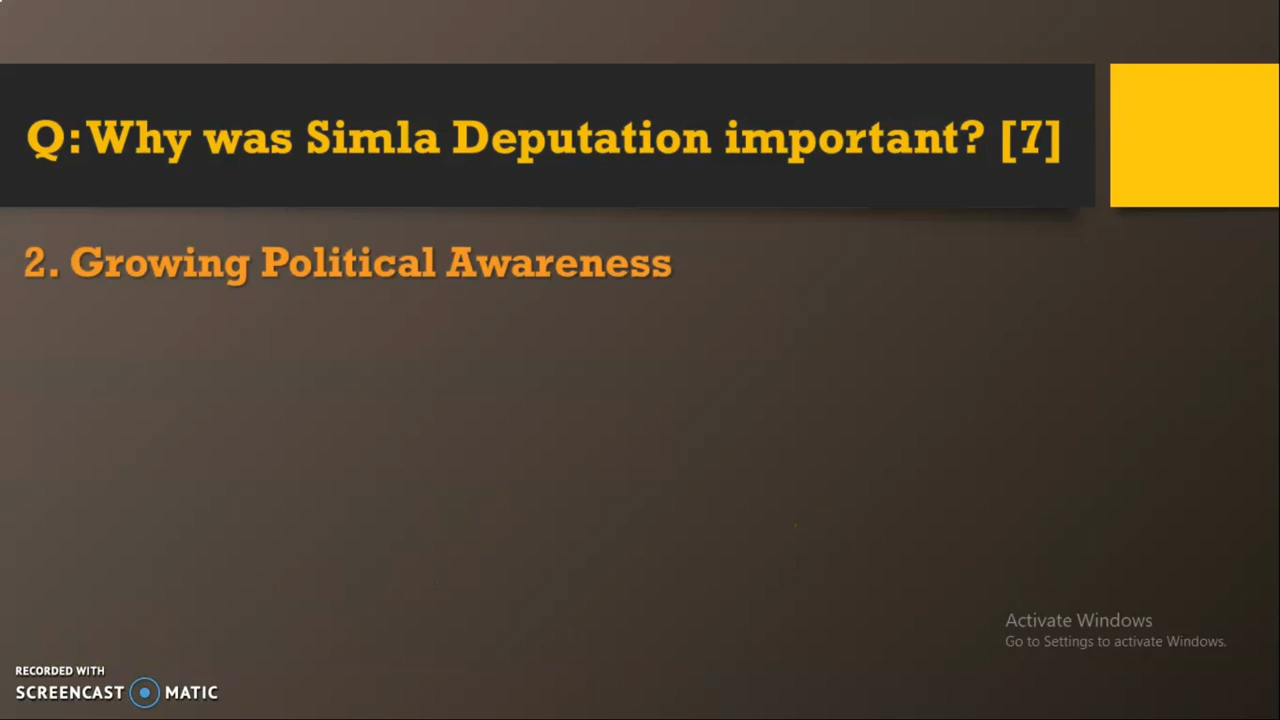 Q: Why was Simla Deputation important? [7]
2. Growing Political Awareness
Activate Windows
Go to Settings to activate Windows.
RECORDED WITH
SCREENCAST MATIC